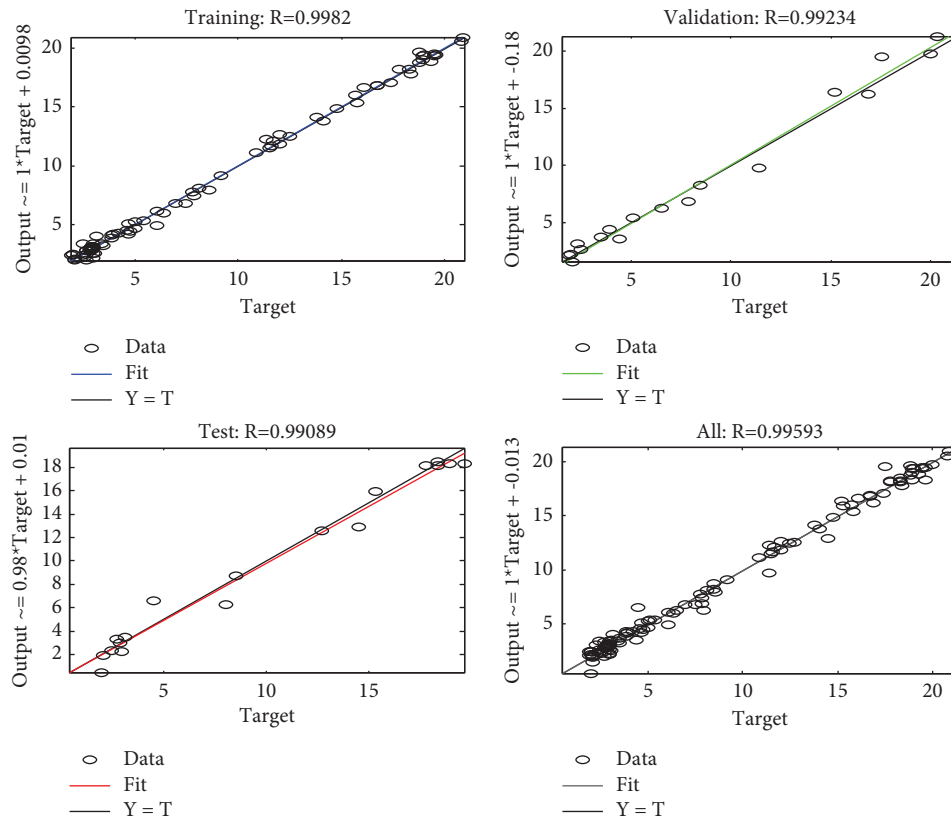 Training: R=0.9982
Output ~= 1*Target + 0.0098
20
15
10
5
5 10 15 20
Target
Data
Fit
Y = T
Validation: R=0.99234
Output ~= 1*Target + -0.18
20
15
10
5
5 10 15 20
Target
Data
Fit
Y = T
Test: R=0.99089
Output ~= 0.98*Target + 0.01
18
16
14
12
10
8
6
4
2
5 10 15
Target
Data
Fit
Y = T
All: R=0.99593
Output ~= 1*Target + -0.013
20
15
10
5
5 10 15 20
Target
Data
Fit
Y = T